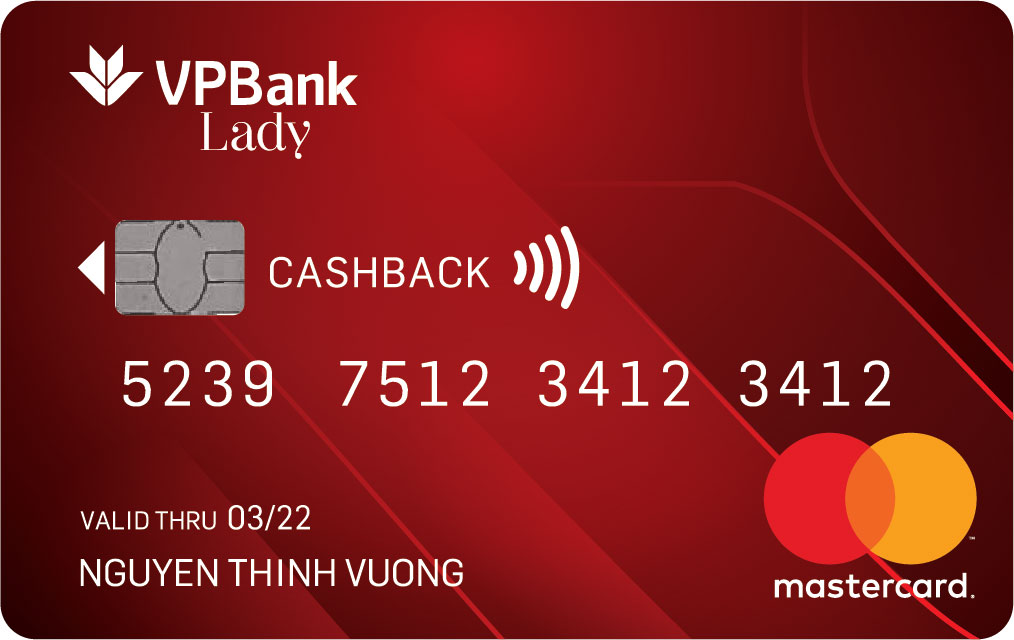 VPBank
Lady
CASHBACK
5239 7512 3412 3412
VALID THRU 03/22
NGUYEN THINH VUONG
mastercard.